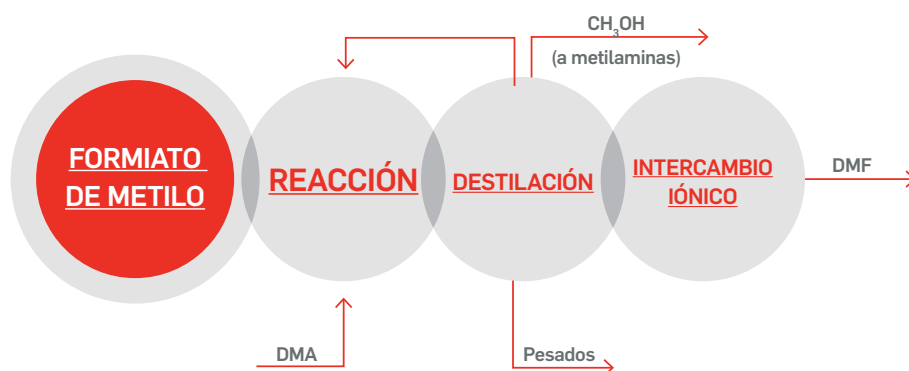 CH₃OH
(a metilaminas)
FORMIATO
DE METILO
REACCIÓN
DESTILACIÓN
INTERCAMBIO
IÓNICO
DMF
DMA
Pesados